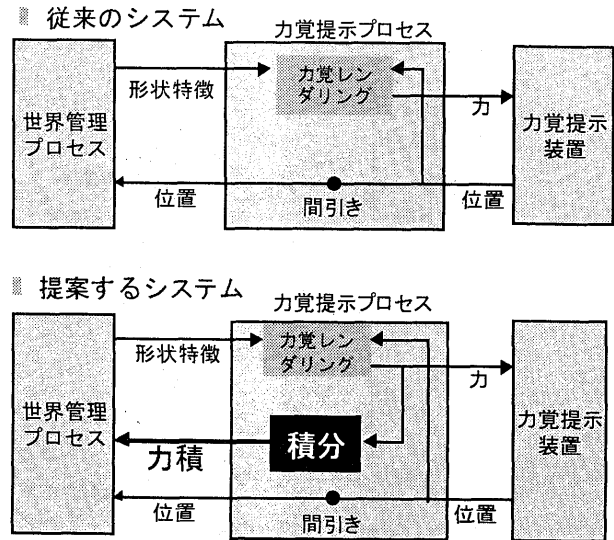 従来のシステム
力覚提示プロセス
世界管理
プロセス
形状特徴
力覚レン
ダリング
力
力覚提示
装置
位置
間引き
位置
提案するシステム
力覚提示プロセス
世界管理
プロセス
形状特徴
力覚レン
ダリング
力
力覚提示
装置
力積
積分
位置
間引き
位置